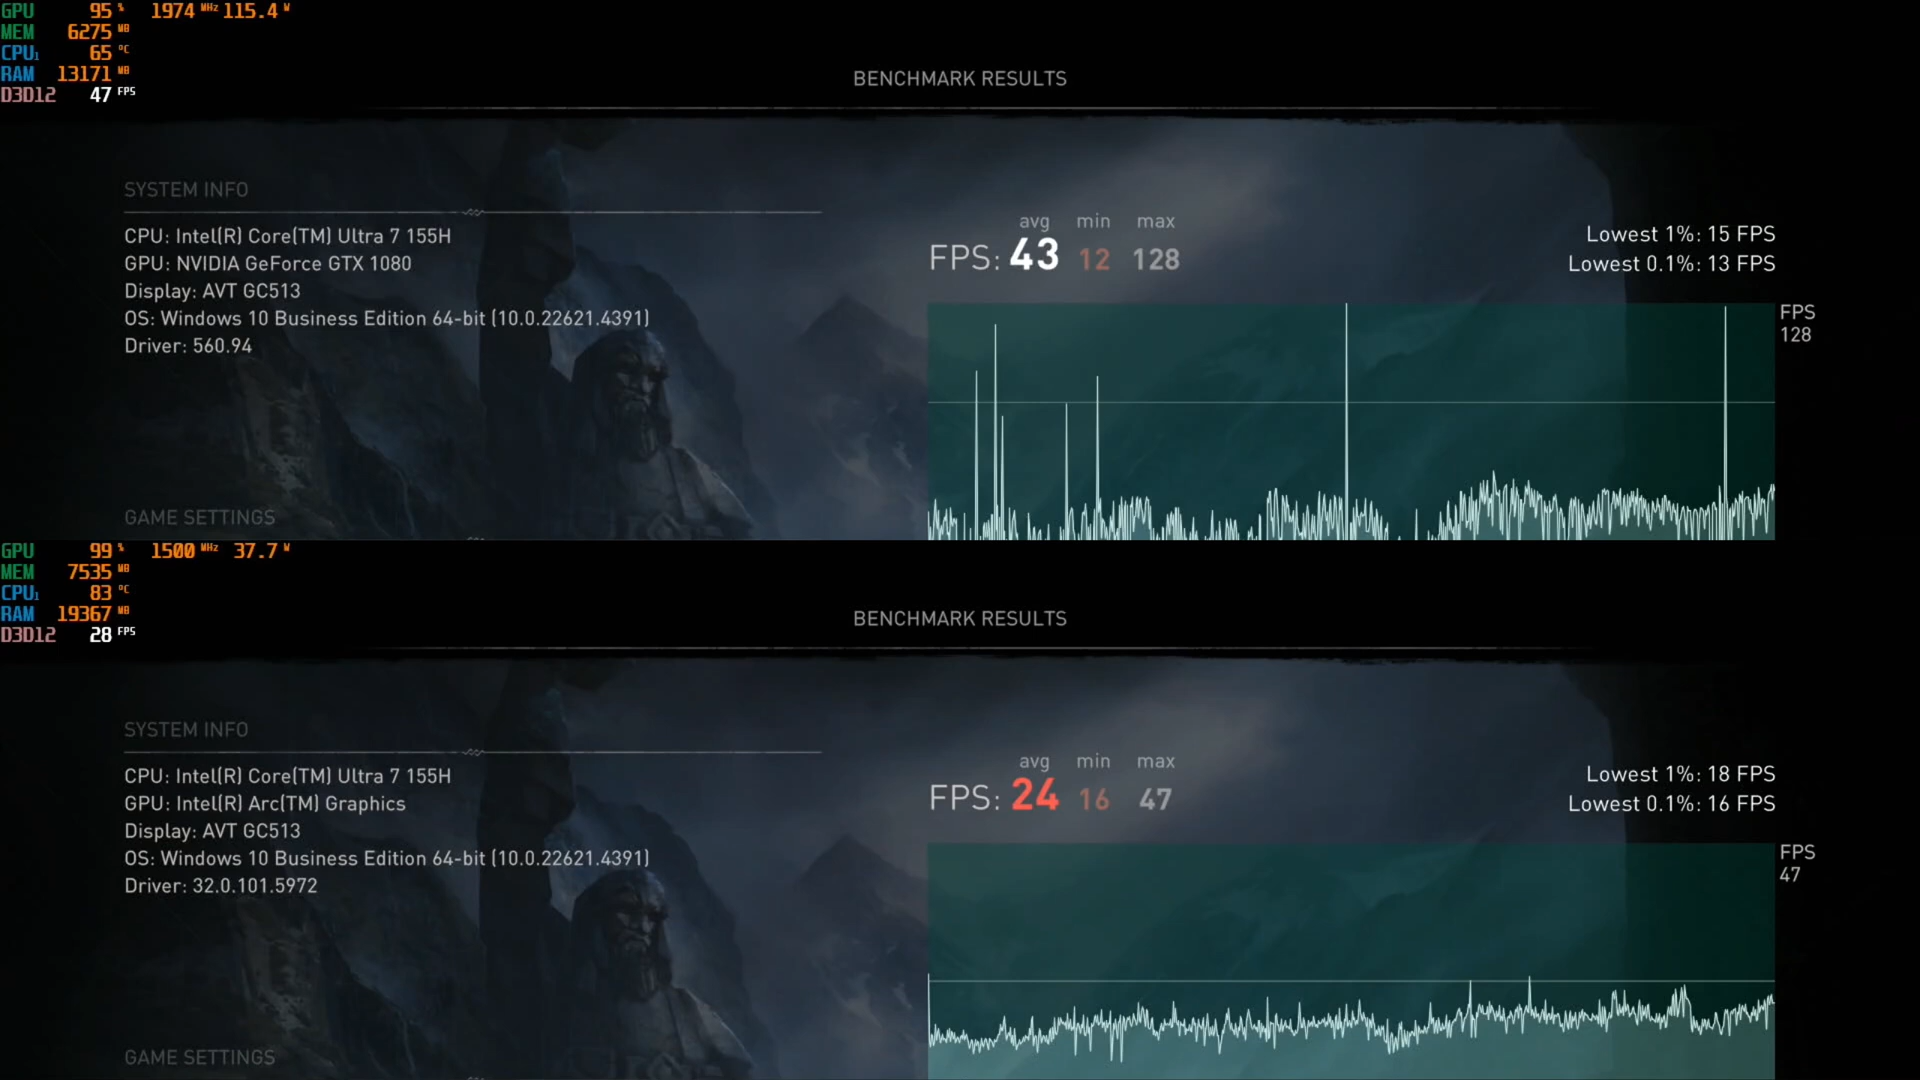 GPU 95 % 1974 MHz 115.4 W
MEM 6275 MB
CPU1 65 °C
RAM 13171 MB
D3D12 47 FPS
BENCHMARK RESULTS
SYSTEM INFO
CPU: Intel(R) Core(TM) Ultra 7 155H
GPU: NVIDIA GeForce GTX 1080
Display: AVT GC513
OS: Windows 10 Business Edition 64-bit (10.0.22621.4391)
Driver: 560.94
avg min max
FPS: 43 12 128
Lowest 1%: 15 FPS
Lowest 0.1%: 13 FPS
FPS
128
GAME SETTINGS
GPU 99 % 1500 MHz 37.7 W
MEM 7535 MB
CPU1 83 °C
RAM 19367 MB
D3D12 28 FPS
BENCHMARK RESULTS
SYSTEM INFO
CPU: Intel(R) Core(TM) Ultra 7 155H
GPU: Intel(R) Arc(TM) Graphics
Display: AVT GC513
OS: Windows 10 Business Edition 64-bit (10.0.22621.4391)
Driver: 32.0.101.5972
avg min max
FPS: 24 16 47
Lowest 1%: 18 FPS
Lowest 0.1%: 16 FPS
FPS
47
GAME SETTINGS